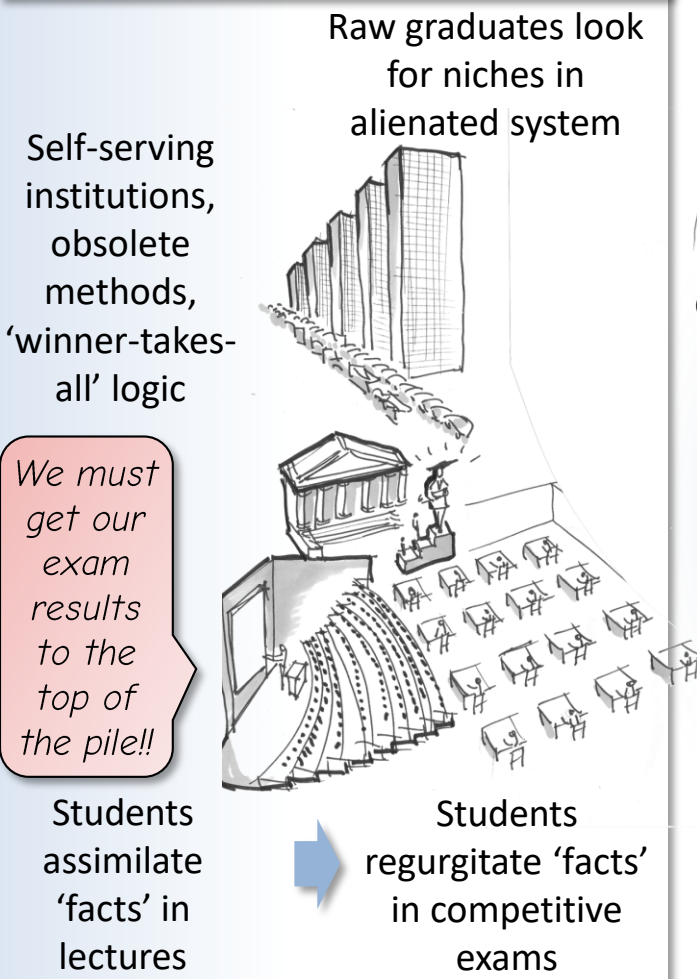 Raw graduates look
for niches in
alienated system
Self-serving
institutions,
obsolete
methods,
‘winner-takes-
all’ logic
We must
get our
exam
results
to the
top of
the pile!!
Students
assimilate
‘facts’ in
lectures
Students
regurgitate ‘facts’
in competitive
exams